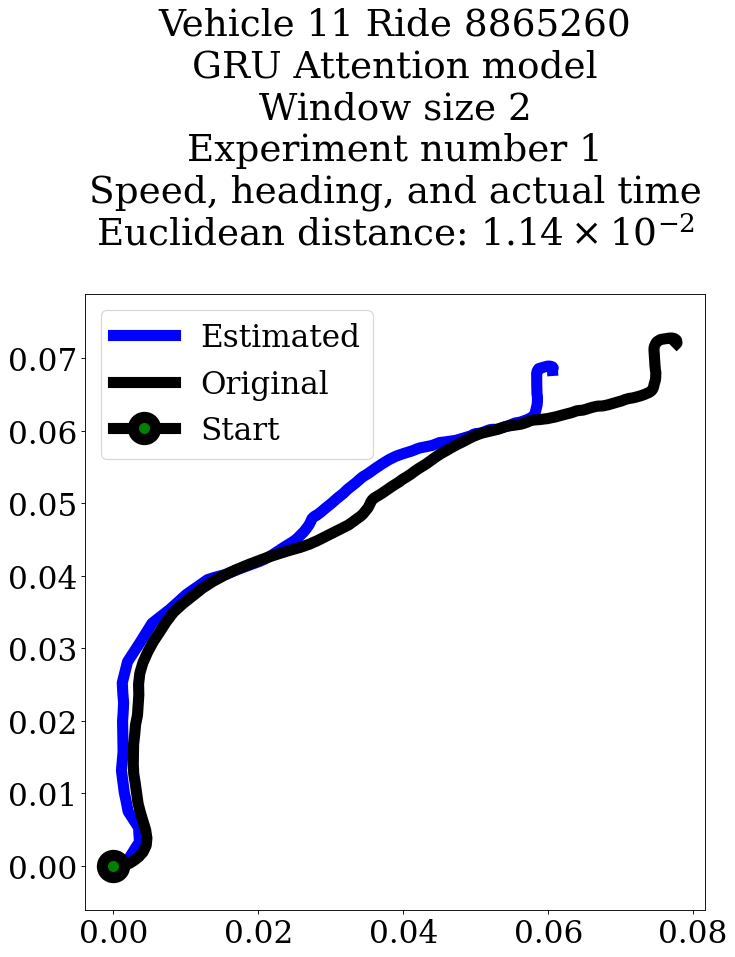 Vehicle 11 Ride 8865260
GRU Attention model
Window size 2
Experiment number 1
Speed, heading, and actual time
Euclidean distance: 1.14 × 10⁻²
Estimated
Original
Start
0.07
0.06
0.05
0.04
0.03
0.02
0.01
0.00
0.00 0.02 0.04 0.06 0.08